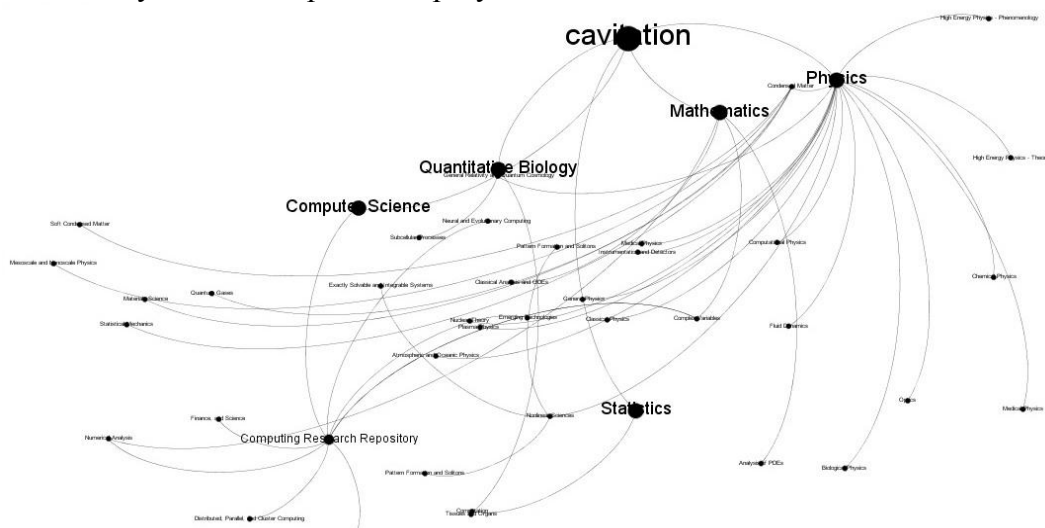 High Energy Physics - Phenomenology
cavitation
Physics
Condensed Matter
Mathematics
High Energy Physics - Theo
Quantitative Biology
General Relativity and Quantum Cosmology
Computer Science
Soft Condensed Matter
Neural and Evolutionary Computing
Subcellular Processes
Pattern Formation and Solitons
Medical Physics
Instrumentation and Detectors
Computational Physics
Mesoscale and Nanoscale Physics
Chemical Physics
Classical Analysis and ODEs
Exactly Solvable and Integrable Systems
Quantum Gases
Materials Science
General Physics
Statistical Mechanics
Nuclear Theory
Emerging Technologies
Classical Physics
Complex Variables
Plasma Physics
Fluid Dynamics
Atmospheric and Oceanic Physics
Optics
Statistics
Medical Physics
Finance, and Science
Nonlinear Sciences
Numerical Analysis
Computing Research Repository
Analysis of PDEs
Biological Physics
Pattern Formation and Solitons
Computation
Tissues and Organs
Distributed, Parallel, and Cluster Computing